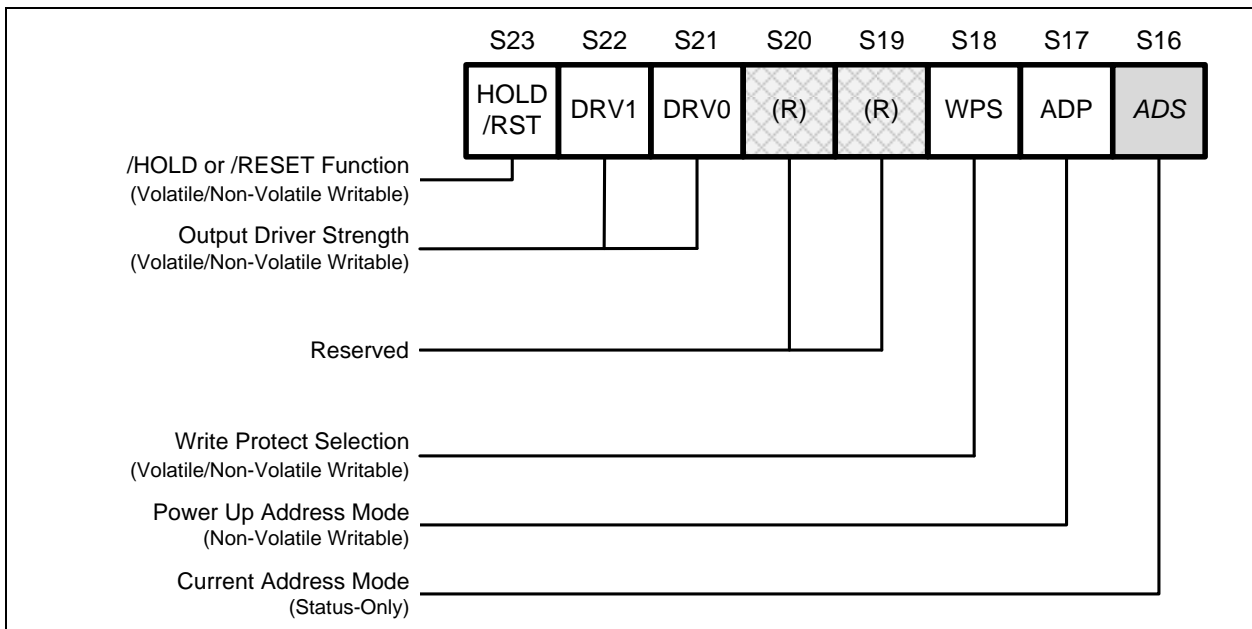 S23 S22 S21 S20 S19 S18 S17 S16
HOLD
/RST
DRV1 DRV0 (R) (R) WPS ADP ADS
/HOLD or /RESET Function
(Volatile/Non-Volatile Writable)
Output Driver Strength
(Volatile/Non-Volatile Writable)
Reserved
Write Protect Selection
(Volatile/Non-Volatile Writable)
Power Up Address Mode
(Non-Volatile Writable)
Current Address Mode
(Status-Only)